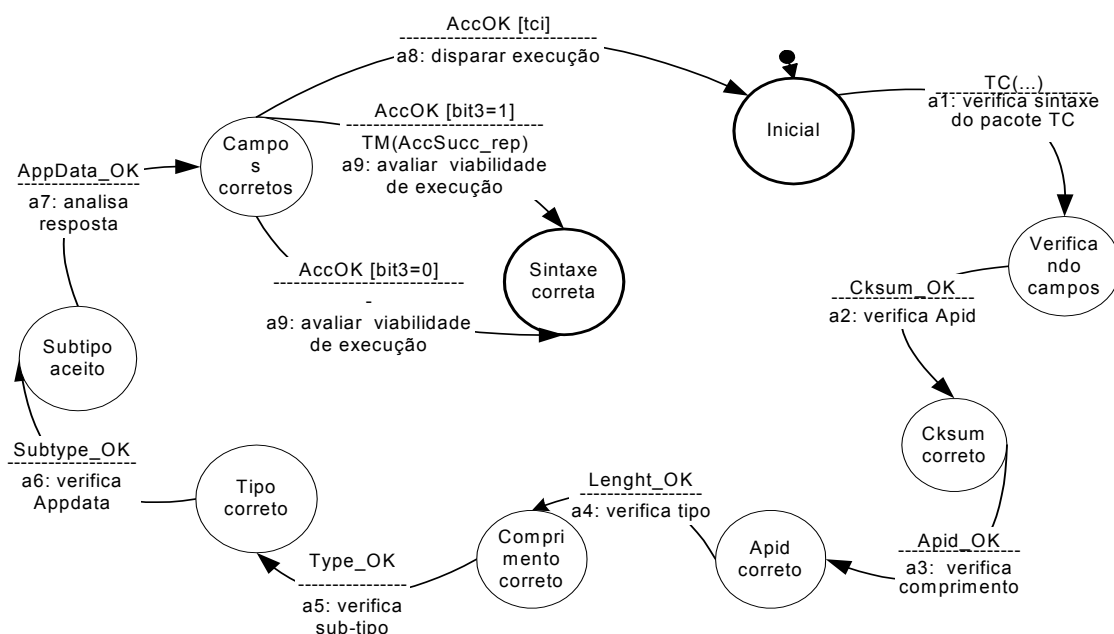 AccOK [tci]
a8: disparar execução
Inicial
TC(...)
a1: verifica sintaxe
do pacote TC
AccOK [bit3=1]
TM(AccSucc_rep)
a9: avaliar viabilidade
de execução
Campo
s
corretos
AppData_OK
a7: analisa
resposta
Sintaxe
correta
Verifica
ndo
campos
AccOK [bit3=0]
-
a9: avaliar viabilidade
de execução
Cksum_OK
a2: verifica Apid
Subtipo
aceito
Cksum
correto
Subtype_OK
a6: verifica
Appdata
Tipo
correto
Lenght_OK
a4: verifica tipo
Type_OK
a5: verifica
sub-tipo
Compri
mento
correto
Apid
correto
Apid_OK
a3: verifica
comprimento